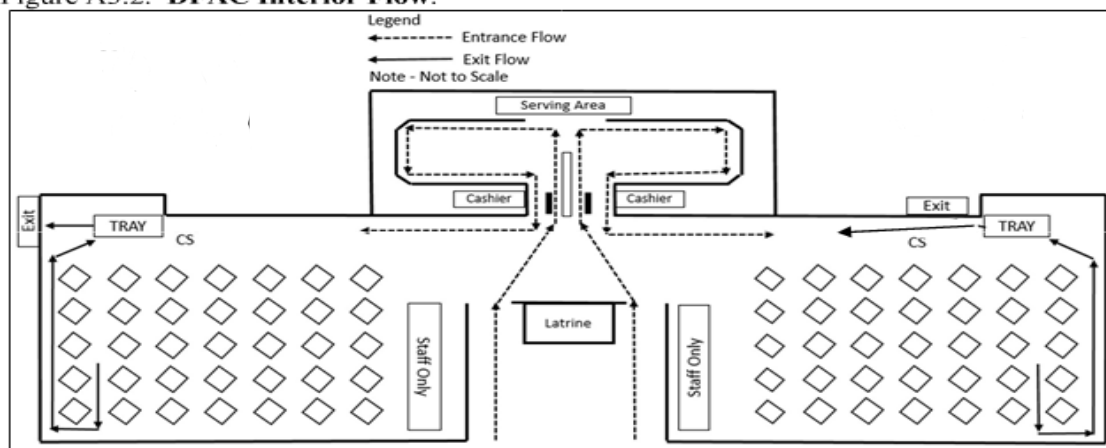 Figure A3.2. DFAC Interior Flow.
Legend
Entrance Flow
Exit Flow
Note - Not to Scale
Serving Area
Cashier
Cashier
Exit
TRAY
CS
Exit
TRAY
CS
Staff Only
Latrine
Staff Only